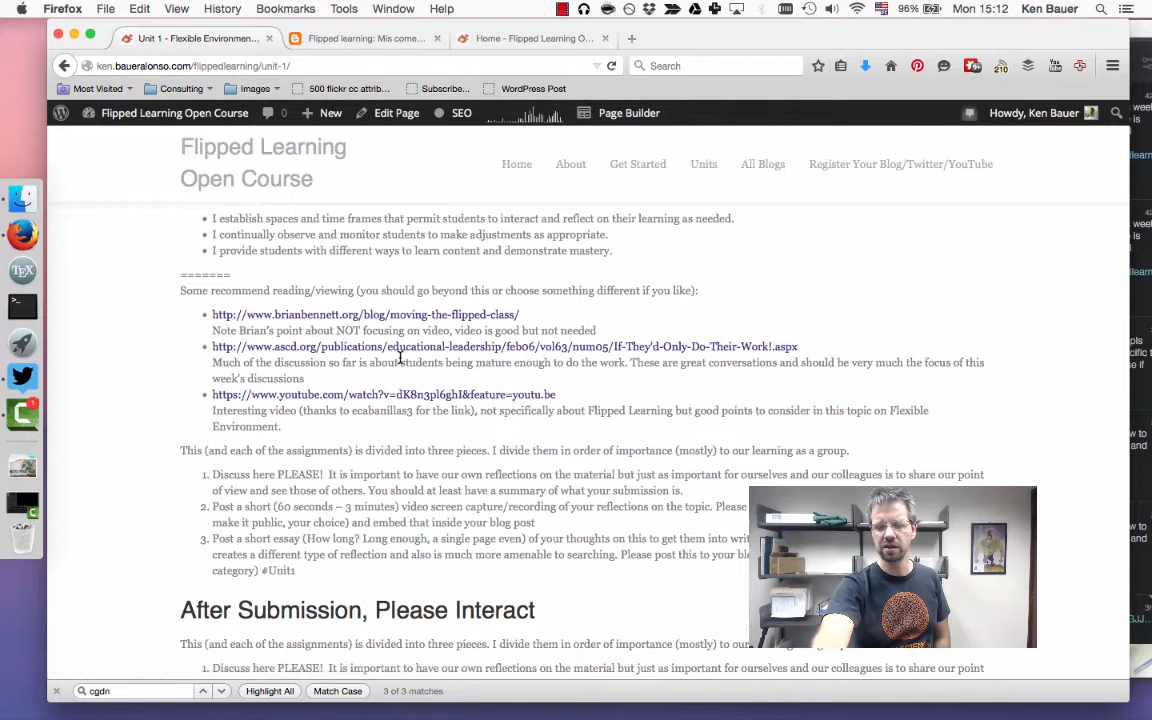 Firefox File Edit View History Bookmarks Tools Window Help 96% Mon 15:12 Ken Bauer
Unit 1 - Flexible Environmen... × Flipped learning: Mis come... × Home - Flipped Learning O... × +
ken.baueralonso.com/flippedlearning/unit-1/ Search 210
Most Visited Consulting Images 500 flickr cc attrib... Subscribe... WordPress Post
Flipped Learning Open Course 0 + New Edit Page SEO Page Builder Howdy, Ken Bauer
Flipped Learning
Open Course
Home About Get Started Units All Blogs Register Your Blog/Twitter/YouTube
• I establish spaces and time frames that permit students to interact and reflect on their learning as needed.
• I continually observe and monitor students to make adjustments as appropriate.
• I provide students with different ways to learn content and demonstrate mastery.
=======
Some recommend reading/viewing (you should go beyond this or choose something different if you like):
• http://www.brianbennett.org/blog/moving-the-flipped-class/
Note Brian's point about NOT focusing on video, video is good but not needed
• http://www.ascd.org/publications/educational-leadership/feb06/vol63/num05/If-They'd-Only-Do-Their-Work!.aspx
Much of the discussion so far is about students being mature enough to do the work. These are great conversations and should be very much the focus of this
week's discussions
• https://www.youtube.com/watch?v=dK8n3pl6ghI&feature=youtu.be
Interesting video (thanks to ecabanillas3 for the link), not specifically about Flipped Learning but good points to consider in this topic on Flexible
Environment.
This (and each of the assignments) is divided into three pieces. I divide them in order of importance (mostly) to our learning as a group.
1. Discuss here PLEASE! It is important to have our own reflections on the material but just as important for ourselves and our colleagues is to share our point
of view and see those of others. You should at least have a summary of what your submission is.
2. Post a short (60 seconds – 3 minutes) video screen capture/recording of your reflections on the topic. Please
make it public, your choice) and embed that inside your blog post
3. Post a short essay (How long? Long enough, a single page even) of your thoughts on this to get them into
creates a different type of reflection and also is much more amenable to searching. Please post this to your
category) #Unit1
After Submission, Please Interact
This (and each of the assignments) is divided into three pieces. I divide them in order of importance (mostly) to
1. Discuss here PLEASE! It is important to have our own reflections on the material but just as important for ourselves and our colleagues is to share our point
× cgdn Highlight All Match Case 3 of 3 matches